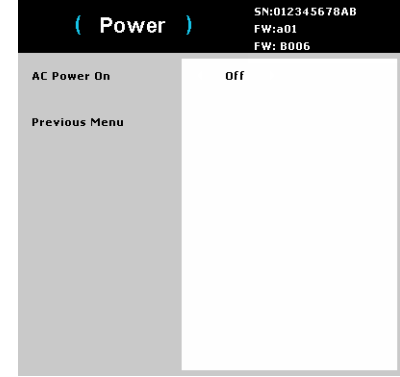 ( Power )
SN:012345678AB
FW:a01
FW: B006
AC Power On Off
Previous Menu